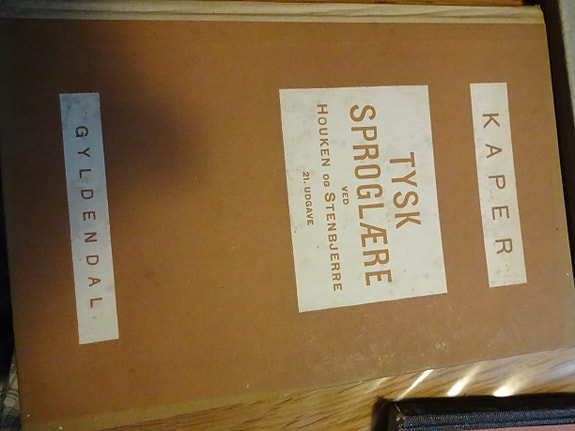 KAPER
TYSK
SPROGLÆRE
VED
HOUKEN OG STENBJERRE
21. UDGAVE
GYLDENDAL